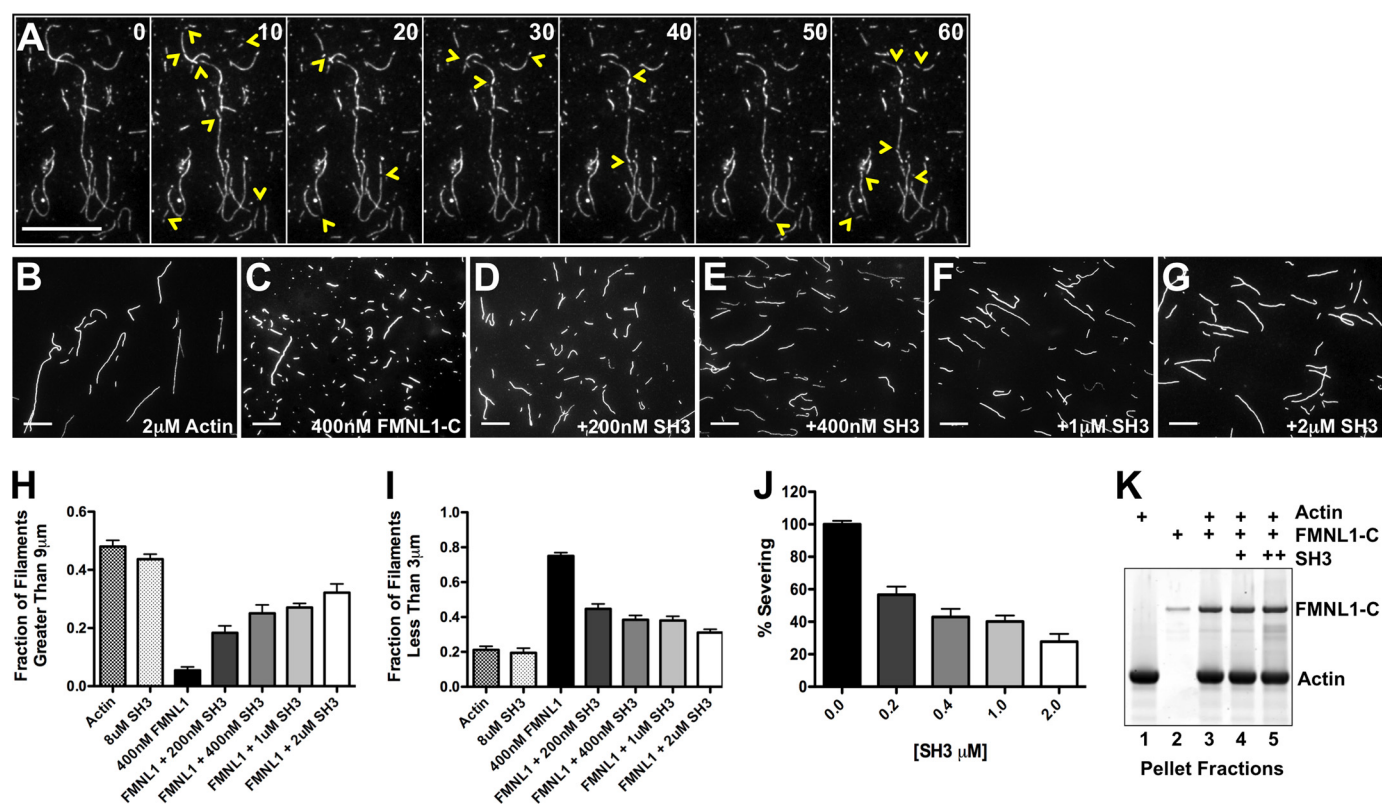 A
0
10
20
30
40
50
60
B
2μM Actin
C
400nM FMNL1-C
D
+200nM SH3
E
+400nM SH3
F
+1μM SH3
G
+2μM SH3
H
Fraction of Filaments
Greater Than 9μm
0.6
0.4
0.2
0.0
Actin
8uM SH3
400nM FMNL1
FMNL1 + 200nM SH3
FMNL1 + 400nM SH3
FMNL1 + 1uM SH3
FMNL1 + 2uM SH3
I
Fraction of Filaments
Less Than 3μm
1.0
0.8
0.6
0.4
0.2
0.0
Actin
8uM SH3
400nM FMNL1
FMNL1 + 200nM SH3
FMNL1 + 400nM SH3
FMNL1 + 1uM SH3
FMNL1 + 2uM SH3
J
% Severing
120
100
80
60
40
20
0
0.0
0.2
0.4
1.0
2.0
[SH3 μM]
K
+ + + + Actin
+ + + + FMNL1-C
+ ++ SH3
FMNL1-C
Actin
1 2 3 4 5
Pellet Fractions